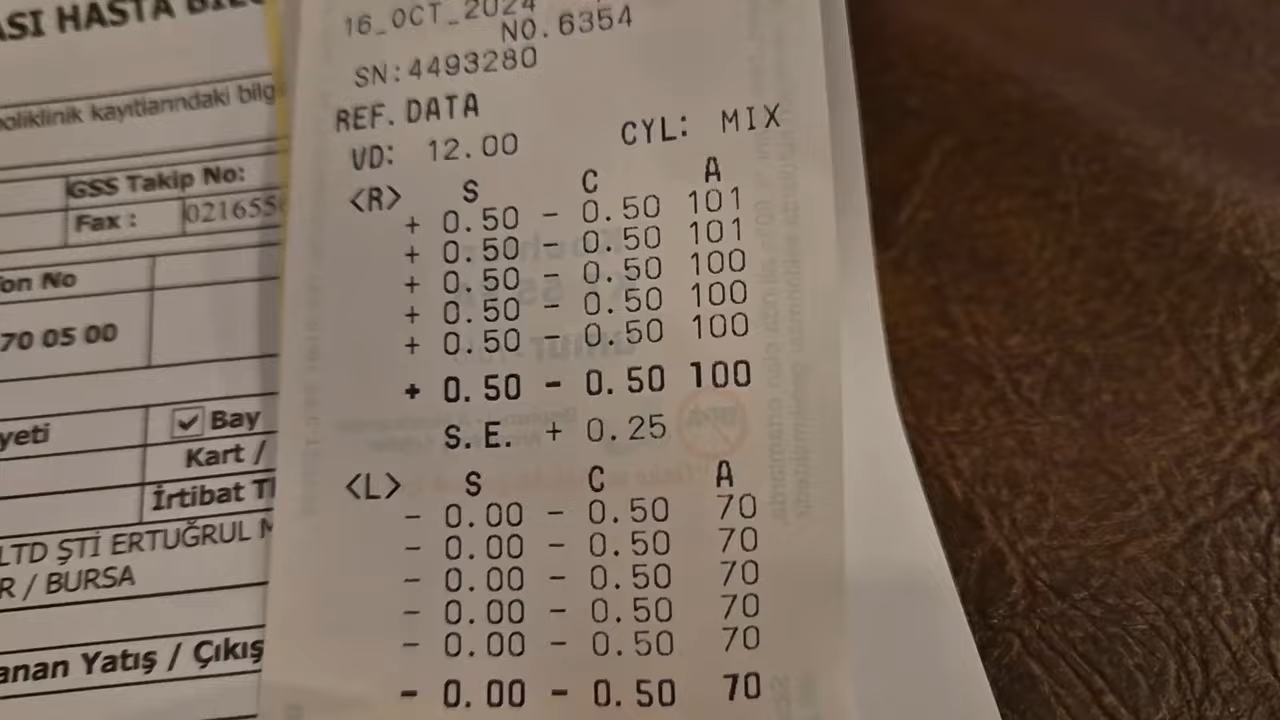 ASI HASTA
poliklinik kayıtlarındaki bilg
GSS Takip No:
Fax : 021655
on No
70 05 00
yeti
Bay
Kart /
İrtibat
LTD ŞTİ ERTUĞRUL
R / BURSA
anan Yatış / Çıkış
16_OCT_2024
NO.6354
SN:4493280
REF.DATA
VD: 12.00 CYL: MIX
<R> S C A
+ 0.50 - 0.50 101
+ 0.50 - 0.50 101
+ 0.50 - 0.50 100
+ 0.50 - 0.50 100
+ 0.50 - 0.50 100
+ 0.50 - 0.50 100
S.E. + 0.25
<L> S C A
- 0.00 - 0.50 70
- 0.00 - 0.50 70
- 0.00 - 0.50 70
- 0.00 - 0.50 70
- 0.00 - 0.50 70
- 0.00 - 0.50 70